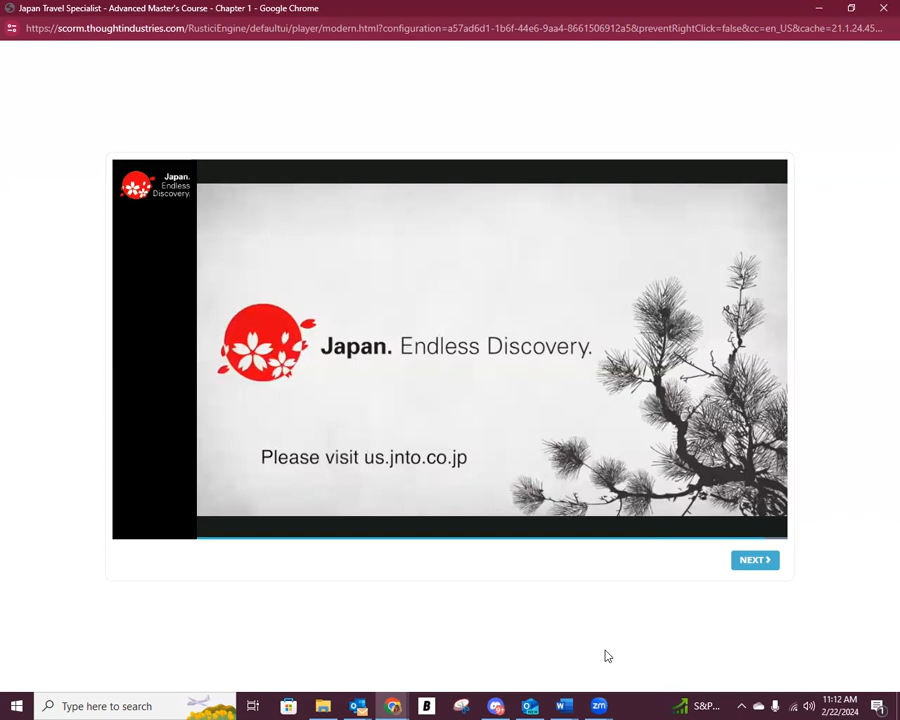 Japan Travel Specialist - Advanced Master's Course - Chapter 1 - Google Chrome
https://scorm.thoughtindustries.com/RusticiEngine/defaultui/player/modern.html?configuration=a57ad6d1-1b6f-44e6-9aa4-8661506912a5&preventRightClick=false&cc=en_US&cache=21.1.24.45...
Japan.
Endless
Discovery.
Japan. Endless Discovery.
Please visit us.jnto.co.jp
NEXT
Type here to search
B
W
zm
S&P...
11:12 AM
2/22/2024
1